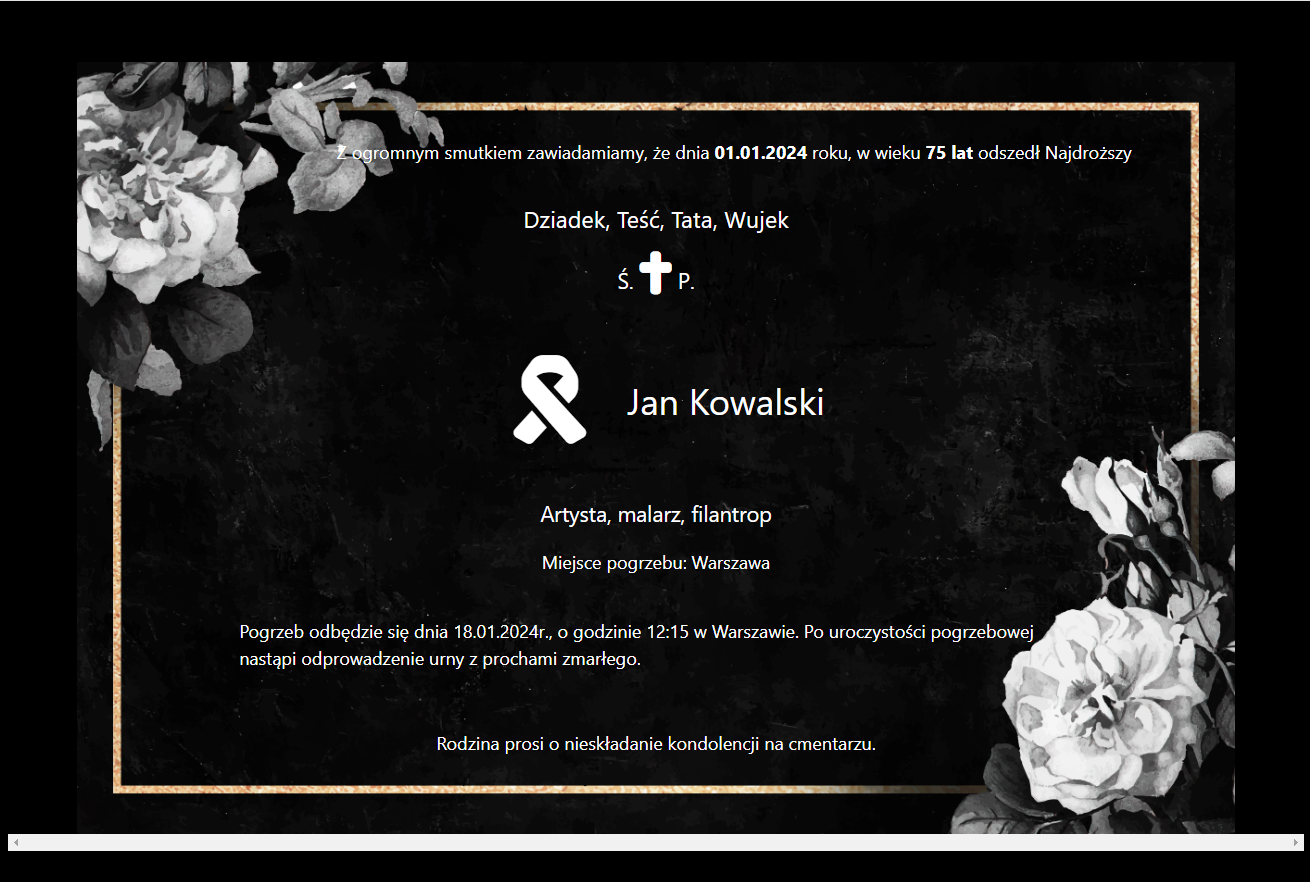 Z ogromnym smutkiem zawiadamiamy, że dnia 01.01.2024 roku, w wieku 75 lat odszedł Najdroższy
Dziadek, Teść, Tata, Wujek
Ś. P.
Jan Kowalski
Artysta, malarz, filantrop
Miejsce pogrzebu: Warszawa
Pogrzeb odbędzie się dnia 18.01.2024r., o godzinie 12:15 w Warszawie. Po uroczystości pogrzebowej
nastąpi odprowadzenie urny z prochami zmarłego.
Rodzina prosi o nieskładanie kondolencji na cmentarzu.